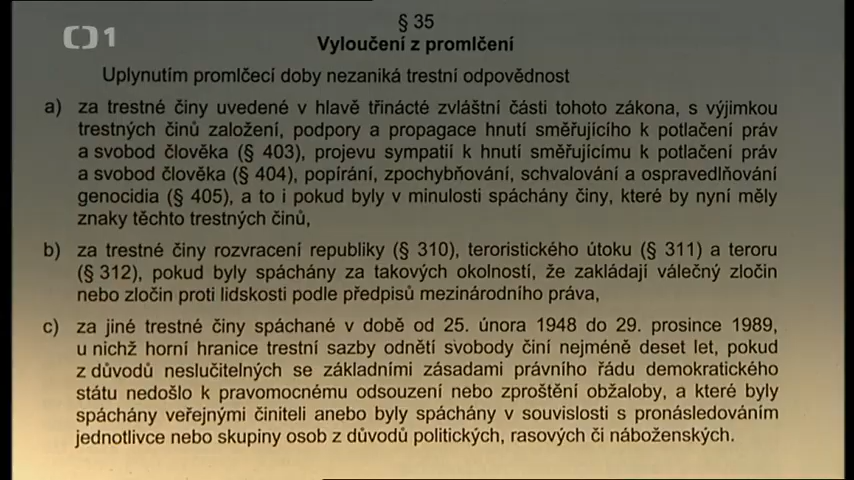 § 35
Vyloučení z promlčení
Uplynutím promlčecí doby nezaniká trestní odpovědnost
a) za trestné činy uvedené v hlavě třinácté zvláštní části tohoto zákona, s výjimkou
trestných činů založení, podpory a propagace hnutí směřujícího k potlačení práv
a svobod člověka (§ 403), projevu sympatií k hnutí směřujícímu k potlačení práv
a svobod člověka (§ 404), popírání, zpochybňování, schvalování a ospravedlňování
genocidia (§ 405), a to i pokud byly v minulosti spáchány činy, které by nyní měly
znaky těchto trestných činů,
b) za trestné činy rozvracení republiky (§ 310), teroristického útoku (§ 311) a teroru
(§ 312), pokud byly spáchány za takových okolností, že zakládají válečný zločin
nebo zločin proti lidskosti podle předpisů mezinárodního práva,
c) za jiné trestné činy spáchané v době od 25. února 1948 do 29. prosince 1989,
u nichž horní hranice trestní sazby odnětí svobody činí nejméně deset let, pokud
z důvodů neslučitelných se základními zásadami právního řádu demokratického
státu nedošlo k pravomocnému odsouzení nebo zproštění obžaloby, a které byly
spáchány veřejnými činiteli anebo byly spáchány v souvislosti s pronásledováním
jednotlivce nebo skupiny osob z důvodů politických, rasových či náboženských.
1